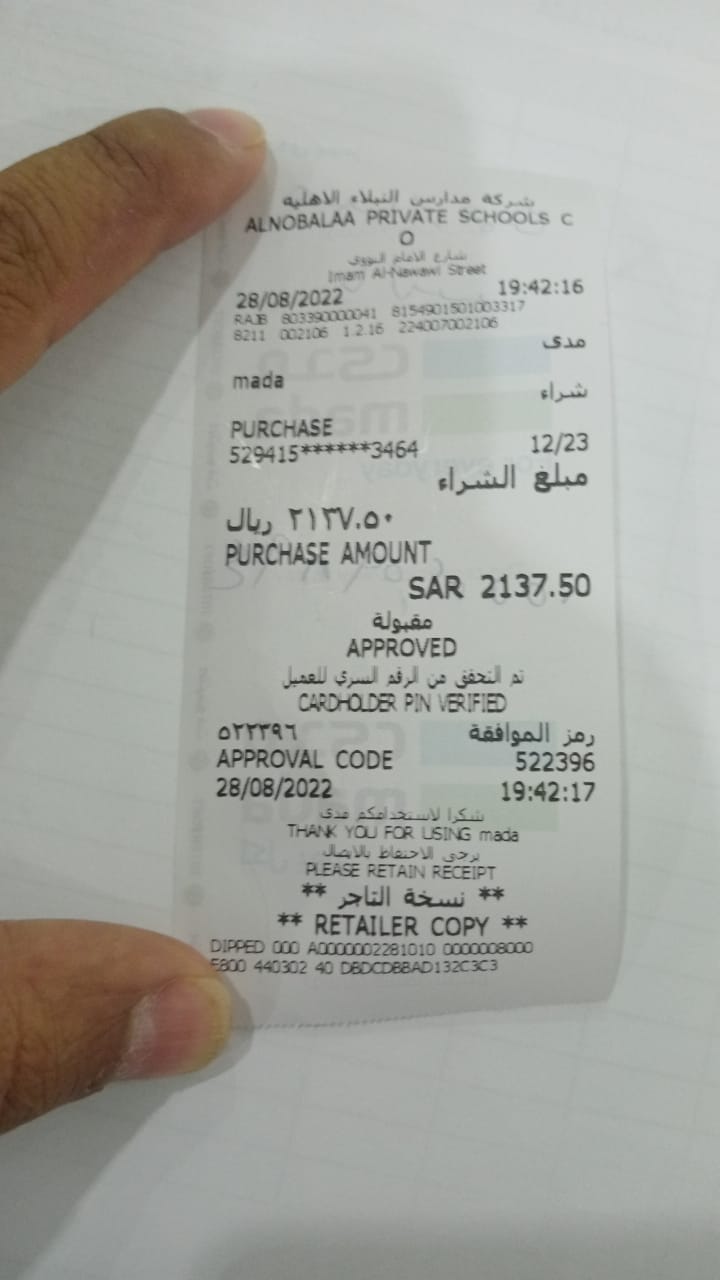 شركة مدارس النبلاء الاهليه
ALNOBALAA PRIVATE SCHOOLS C
O
شارع الامام النووي
Imam Al-Nawawi Street
28/08/2022 19:42:16
RAJB 803390000041 8154901501003317
8211 002106 1.2.16 224007002106
مدى
mada
شراء
PURCHASE
529415******3464 12/23
مبلغ الشراء
٢١٣٧.٥٠ ريال
PURCHASE AMOUNT
SAR 2137.50
مقبولة
APPROVED
تم التحقق من الرقم السري للعميل
CARDHOLDER PIN VERIFIED
رمز الموافقة ٥٢٢٣٩٦
APPROVAL CODE 522396
28/08/2022 19:42:17
شكرا لاستخدامكم مدى
THANK YOU FOR USING mada
يرجى الاحتفاظ بالايصال
PLEASE RETAIN RECEIPT
** نسخة التاجر **
** RETAILER COPY **
DIPPED 000 A0000002281010 0000008000
E800 440302 40 DBDCDBBAD132C3C3